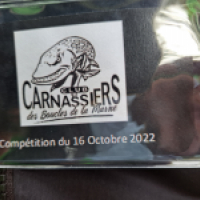 CLUB
CARNASSIERS
des Boucles de la Marne
Compétition du 16 Octobre 2022